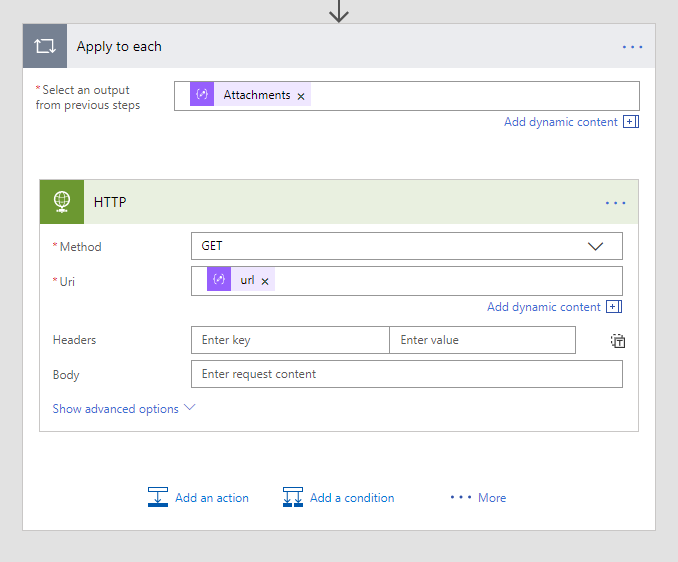 Apply to each
* Select an output
from previous steps
Attachments ×
Add dynamic content
HTTP
* Method
GET
* Uri
url ×
Add dynamic content
Headers
Enter key
Enter value
Body
Enter request content
Show advanced options
Add an action
Add a condition
More